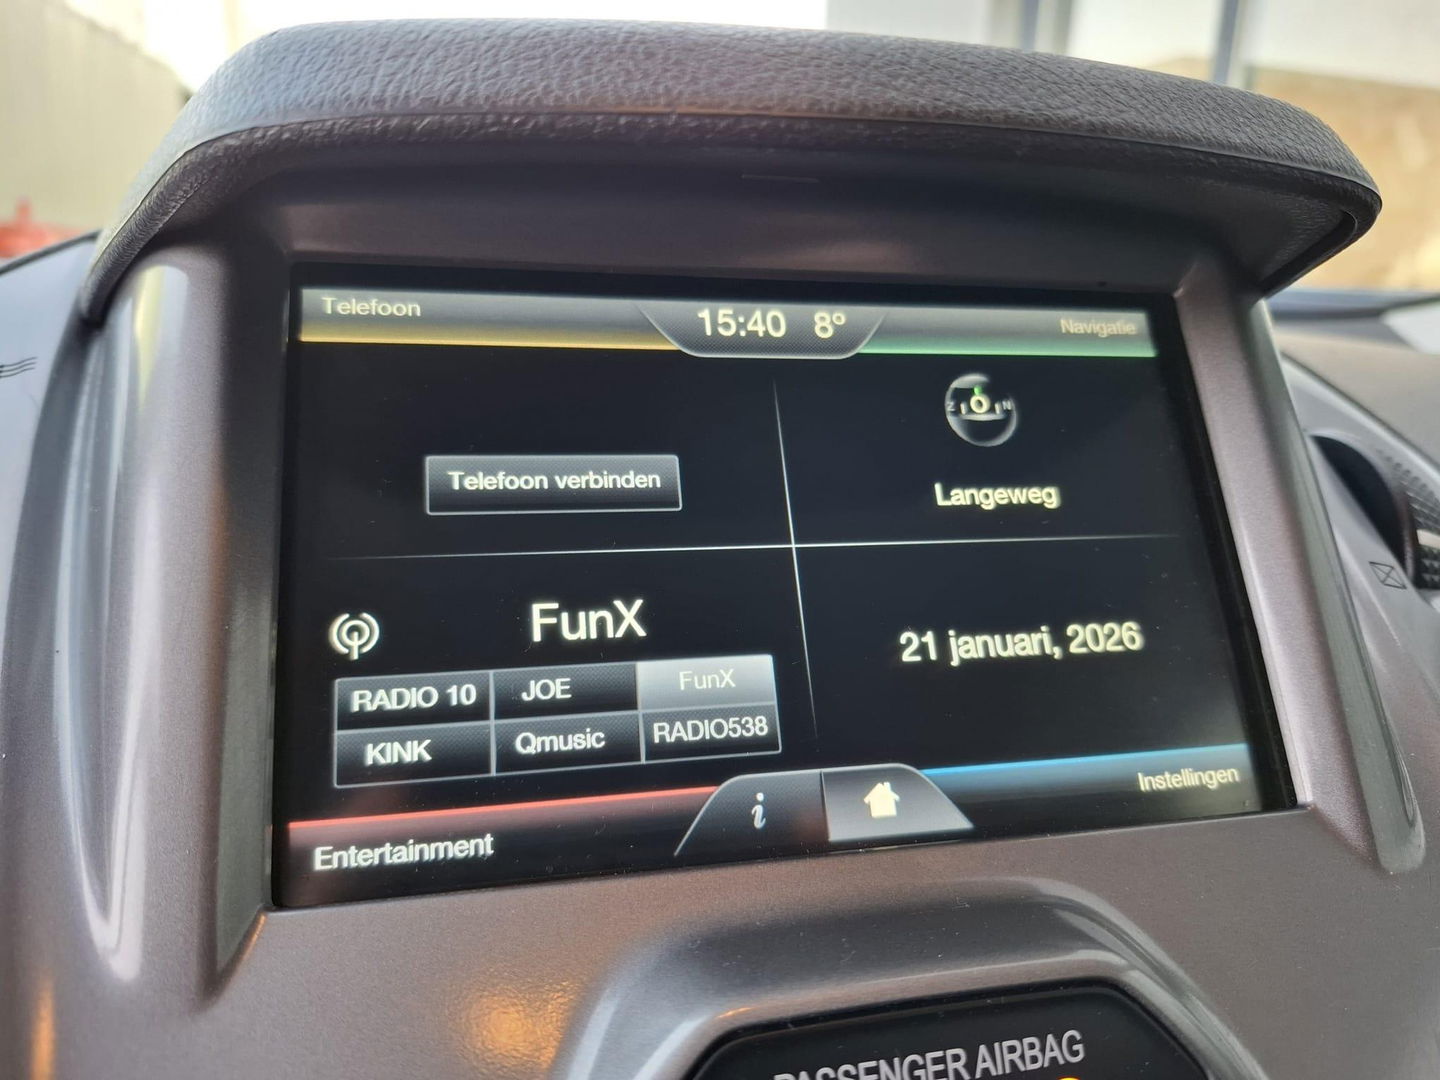 Telefoon
15:40 8°
Navigatie
Z O N
Telefoon verbinden
Langeweg
FunX
RADIO 10 JOE FunX
KINK Qmusic RADIO538
21 januari, 2026
Entertainment
i
Instellingen
PASSENGER AIRBAG